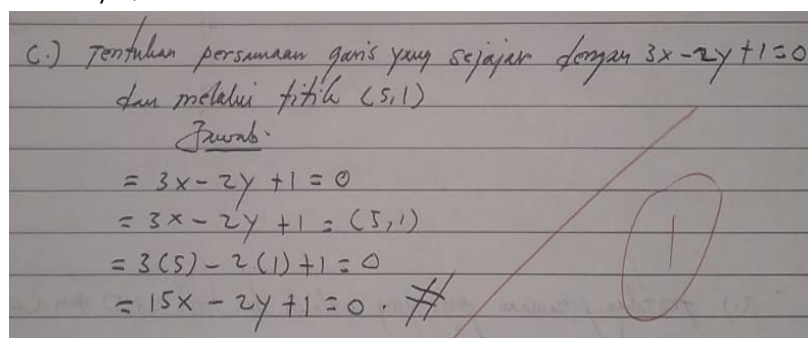 C.) Tentukan persamaan garis yang sejajar dengan 3x-2y+1=0
dan melalui titik (5,1)
Jawab.
= 3x - 2y + 1 = 0
= 3x - 2y + 1 = (5,1)
= 3(5) - 2(1) + 1 = 0
= 15x - 2y + 1 = 0. #
1